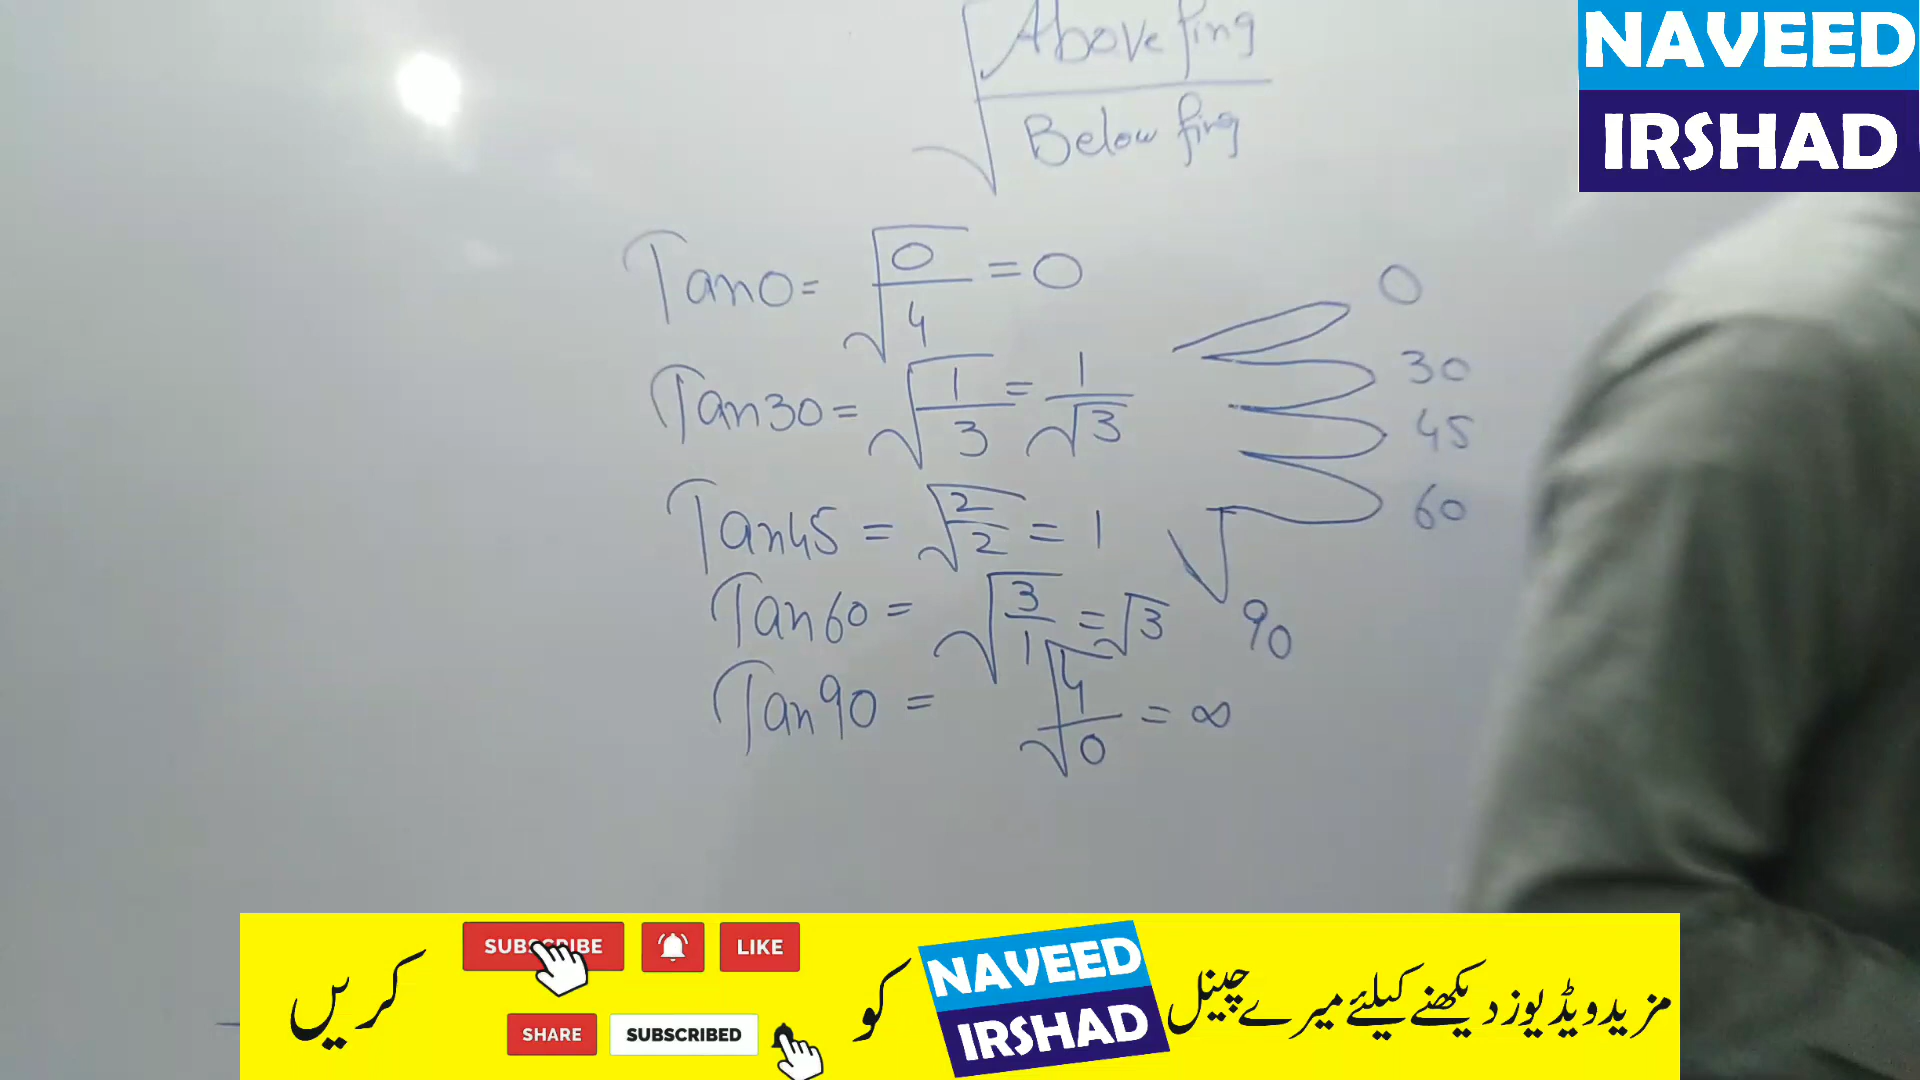 NAVEED
IRSHAD
√(Above fing / Below fing)
Tan0 = √(0/4) = 0
Tan30 = √(1/3) = 1/√3
Tan45 = √(2/2) = 1
Tan60 = √(3/1) = √3
Tan90 = √(4/0) = ∞
0
30
45
60
90
مزید ویڈیوز دیکھنے کیلئے میرے چینل NAVEED IRSHAD کو SUBSCRIBE LIKE SHARE SUBSCRIBED کریں